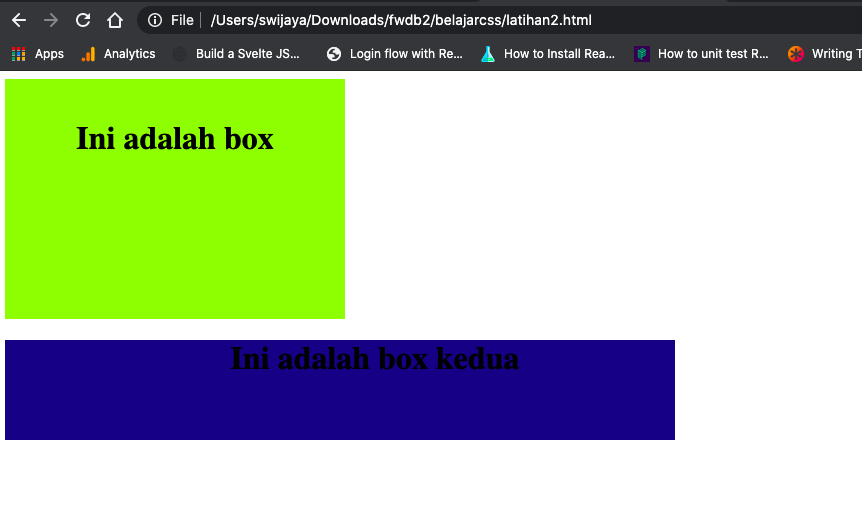 File /Users/swijaya/Downloads/fwdb2/belajarcss/latihan2.html
Apps Analytics Build a Svelte JS... Login flow with Re... How to Install Rea... How to unit test R... Writing T
Ini adalah box
Ini adalah box kedua